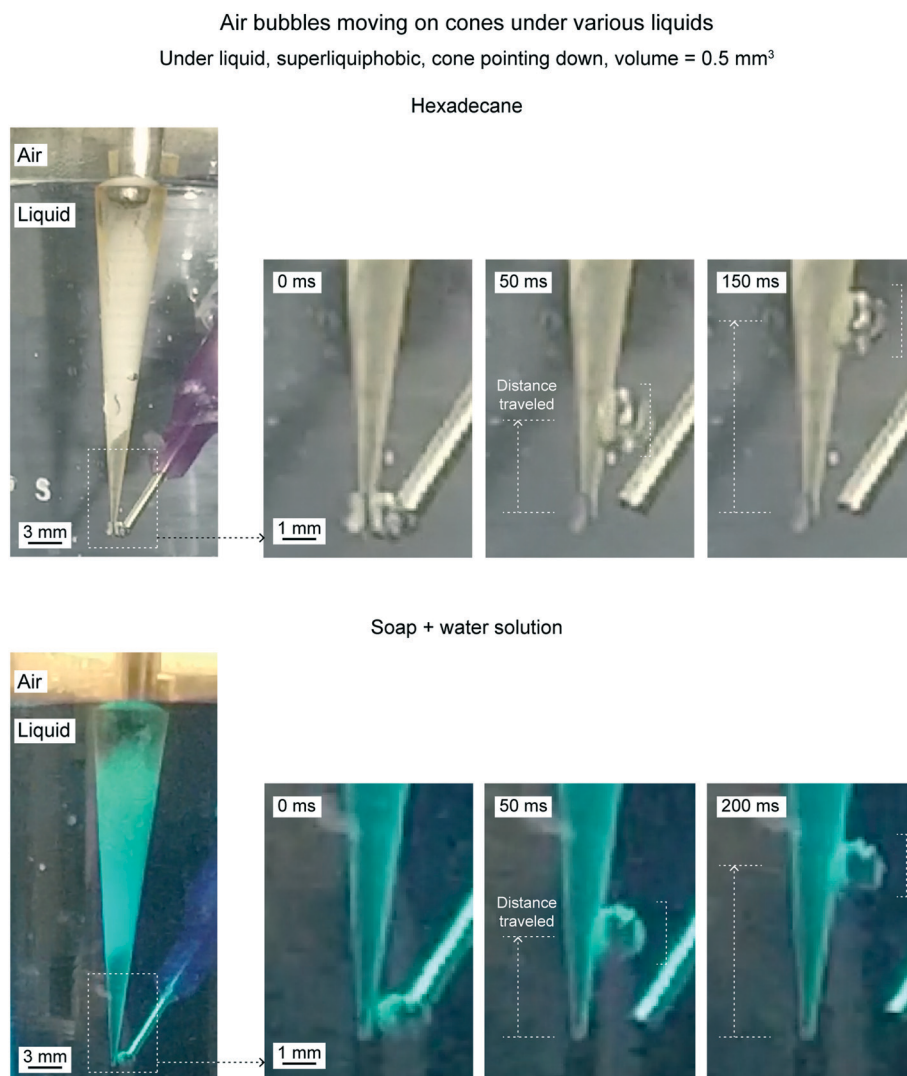 Air bubbles moving on cones under various liquids
Under liquid, superliquiphobic, cone pointing down, volume = 0.5 mm³
Hexadecane
Air
Liquid
S
3 mm
0 ms
1 mm
50 ms
Distance
traveled
150 ms
Soap + water solution
Air
Liquid
3 mm
0 ms
1 mm
50 ms
Distance
traveled
200 ms